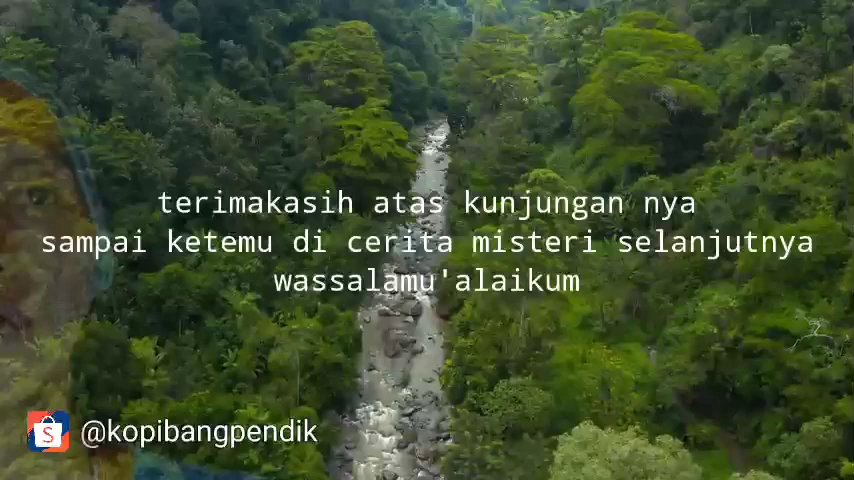 terimakasih atas kunjungan nya
sampai ketemu di cerita misteri selanjutnya
wassalamu'alaikum
S
@kopibangpendik